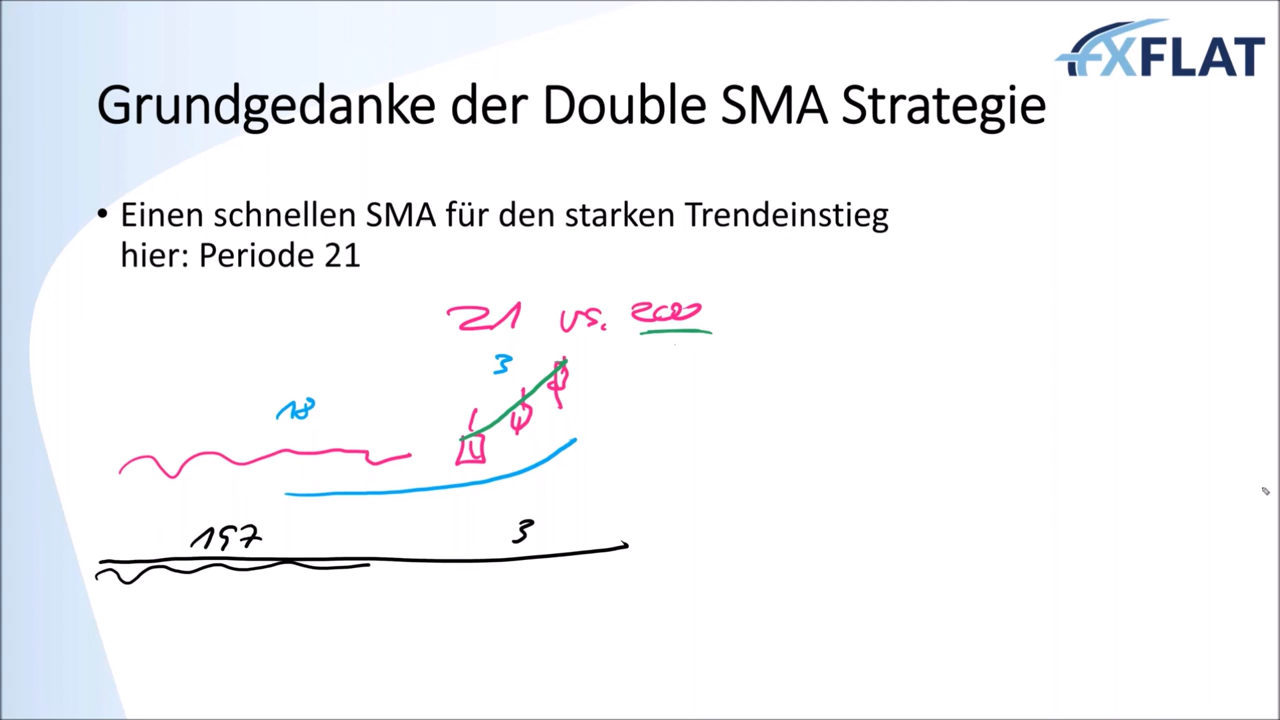 FXFLAT
Grundgedanke der Double SMA Strategie
• Einen schnellen SMA für den starken Trendeinstieg
hier: Periode 21
21 vs. 200
3
18
197 3